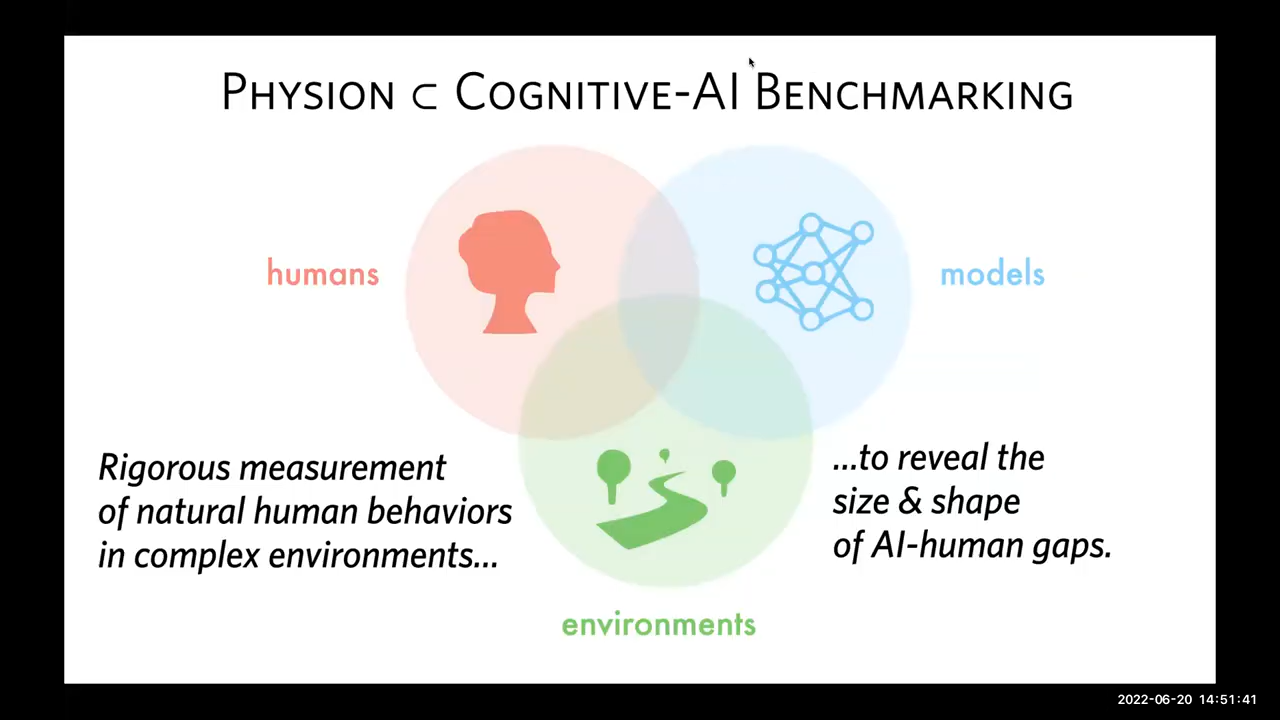 Physion ⊂ Cognitive-AI Benchmarking
humans
models
Rigorous measurement
of natural human behaviors
in complex environments...
...to reveal the
size & shape
of AI-human gaps.
environments
2022-06-20 14:51:41